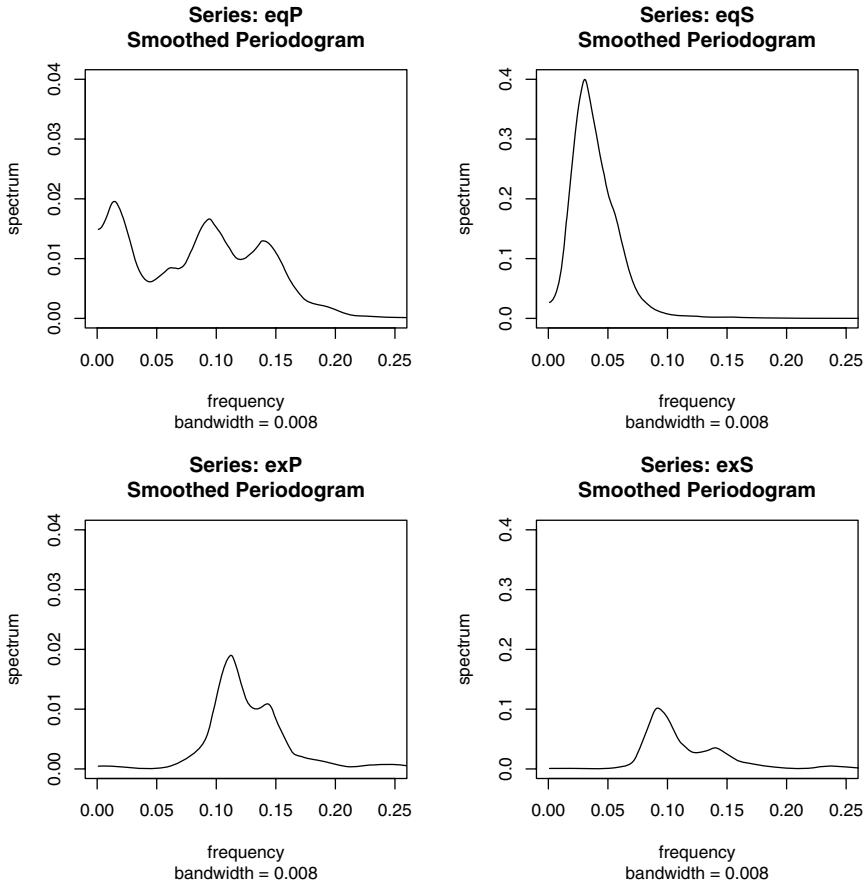 Series: eqP
Smoothed Periodogram
spectrum
0.00 0.01 0.02 0.03 0.04
0.00 0.05 0.10 0.15 0.20 0.25
frequency
bandwidth = 0.008
Series: eqS
Smoothed Periodogram
spectrum
0.0 0.1 0.2 0.3 0.4
0.00 0.05 0.10 0.15 0.20 0.25
frequency
bandwidth = 0.008
Series: exP
Smoothed Periodogram
spectrum
0.00 0.01 0.02 0.03 0.04
0.00 0.05 0.10 0.15 0.20 0.25
frequency
bandwidth = 0.008
Series: exS
Smoothed Periodogram
spectrum
0.0 0.1 0.2 0.3 0.4
0.00 0.05 0.10 0.15 0.20 0.25
frequency
bandwidth = 0.008